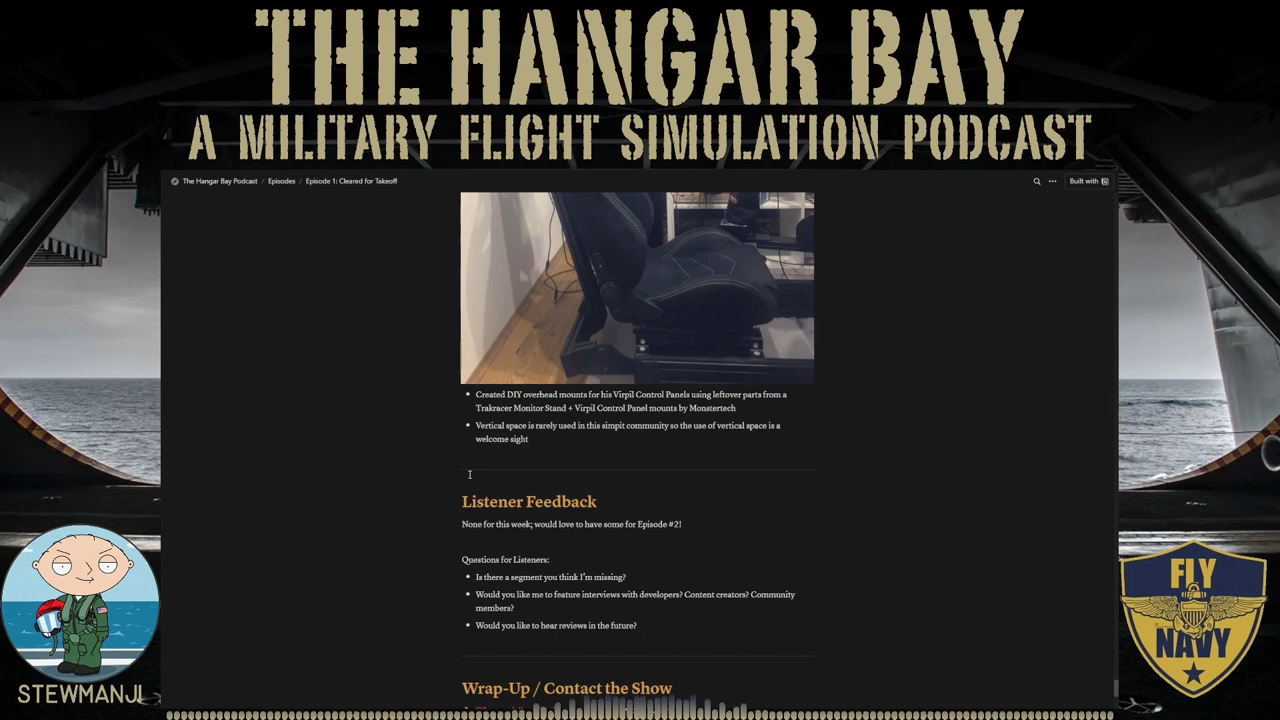 THE HANGAR BAY
A MILITARY FLIGHT SIMULATION PODCAST
The Hangar Bay Podcast / Episodes / Episode 1: Cleared for Takeoff
Built with
Created DIY overhead mounts for his Virpil Control Panels using leftover parts from a
Trakracer Monitor Stand + Virpil Control Panel mounts by Monstertech
Vertical space is rarely used in this simpit community so the use of vertical space is a
welcome sight
Listener Feedback
None for this week; would love to have some for Episode #2!
Questions for Listeners:
Is there a segment you think I'm missing?
Would you like me to feature interviews with developers? Content creators? Community
members?
Would you like to hear reviews in the future?
Wrap-Up / Contact the Show
STEWMANJI
FLY
NAVY